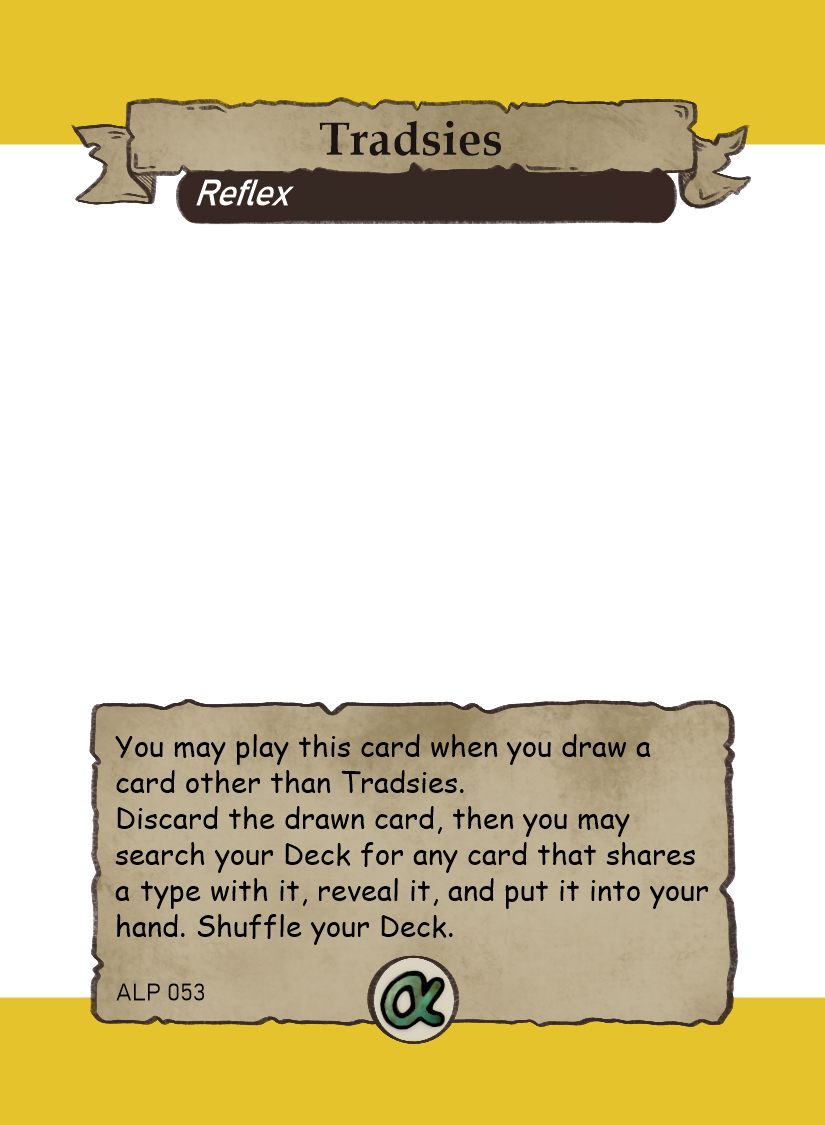 Tradsies
Reflex
You may play this card when you draw a
card other than Tradsies.
Discard the drawn card, then you may
search your Deck for any card that shares
a type with it, reveal it, and put it into your
hand. Shuffle your Deck.
ALP 053
α